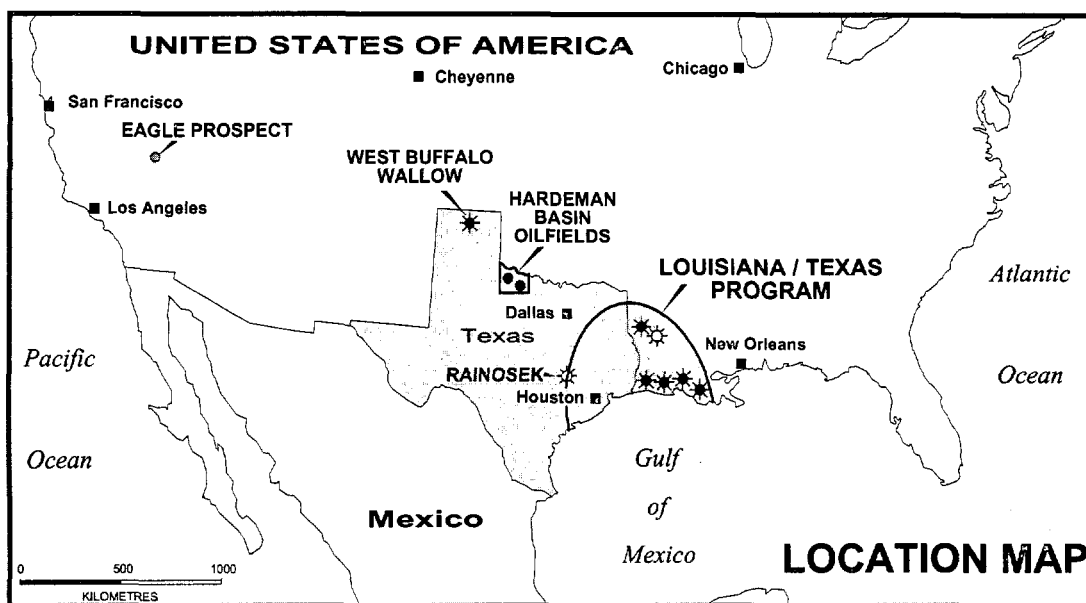 UNITED STATES OF AMERICA
Cheyenne
Chicago
San Francisco
EAGLE PROSPECT
WEST BUFFALO
WALLOW
HARDEMAN
BASIN
OILFIELDS
Los Angeles
LOUISIANA / TEXAS
PROGRAM
Atlantic
Ocean
Dallas
Texas
New Orleans
Pacific
Ocean
RAINOSEK
Houston
Gulf
of
Mexico
Mexico
LOCATION MAP
0 500 1000
KILOMETRES